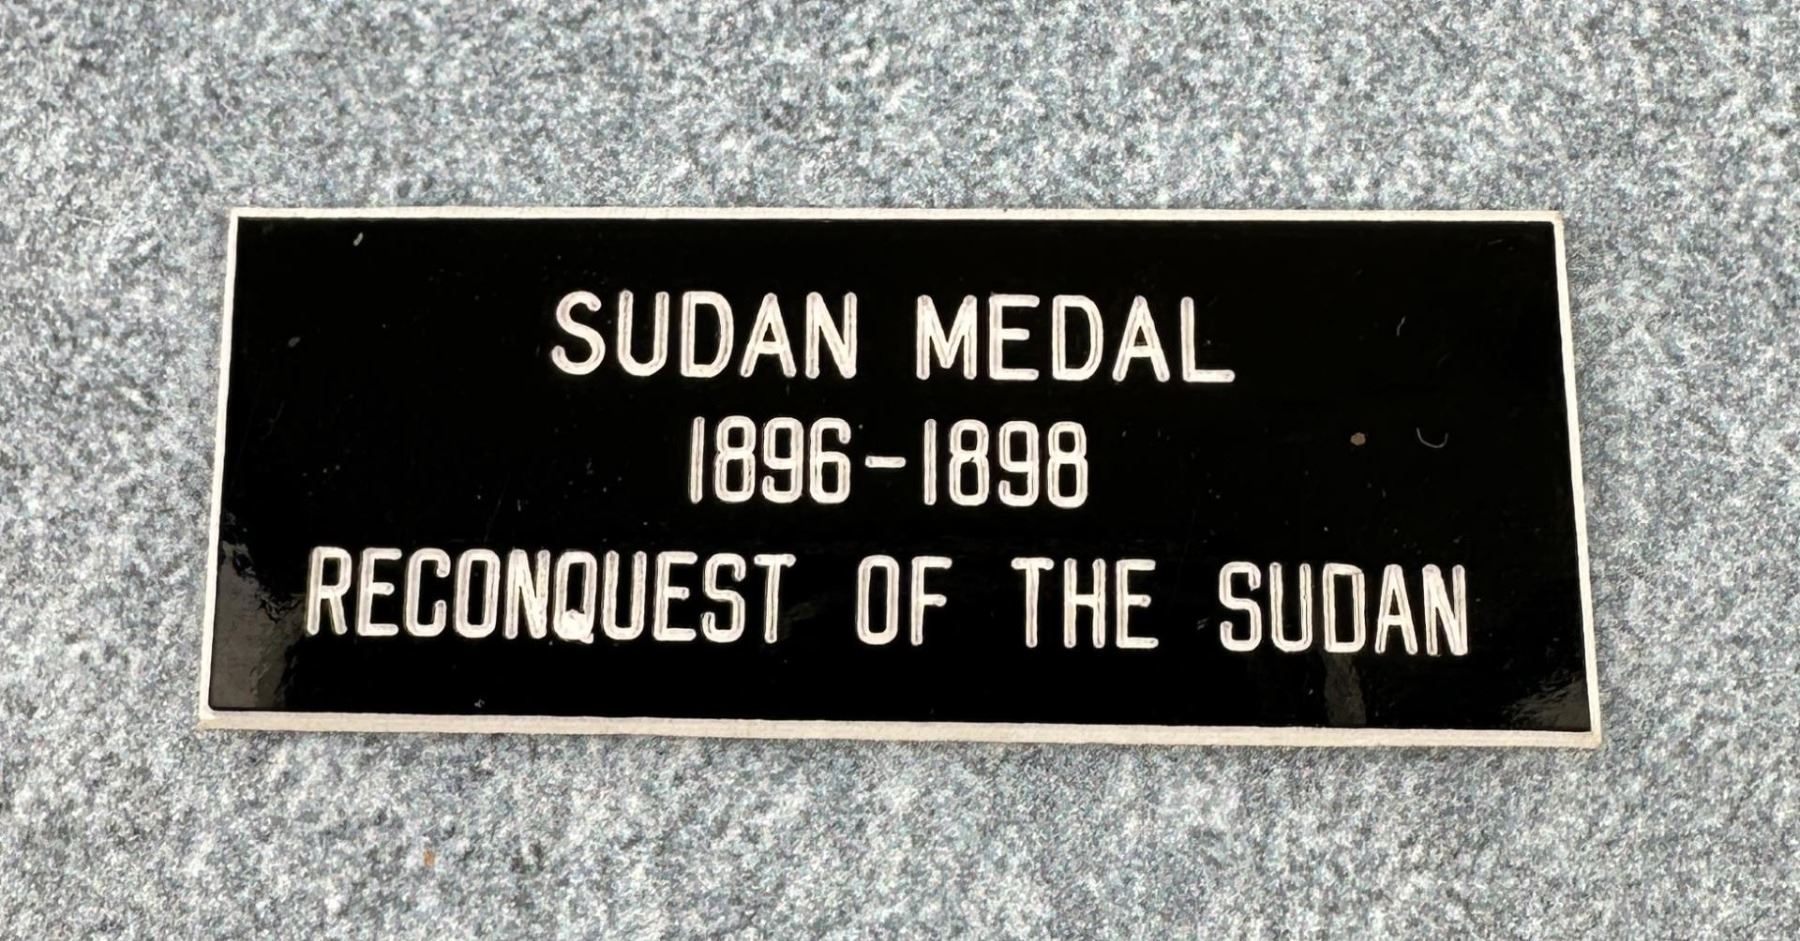 SUDAN MEDAL
1896-1898
RECONQUEST OF THE SUDAN